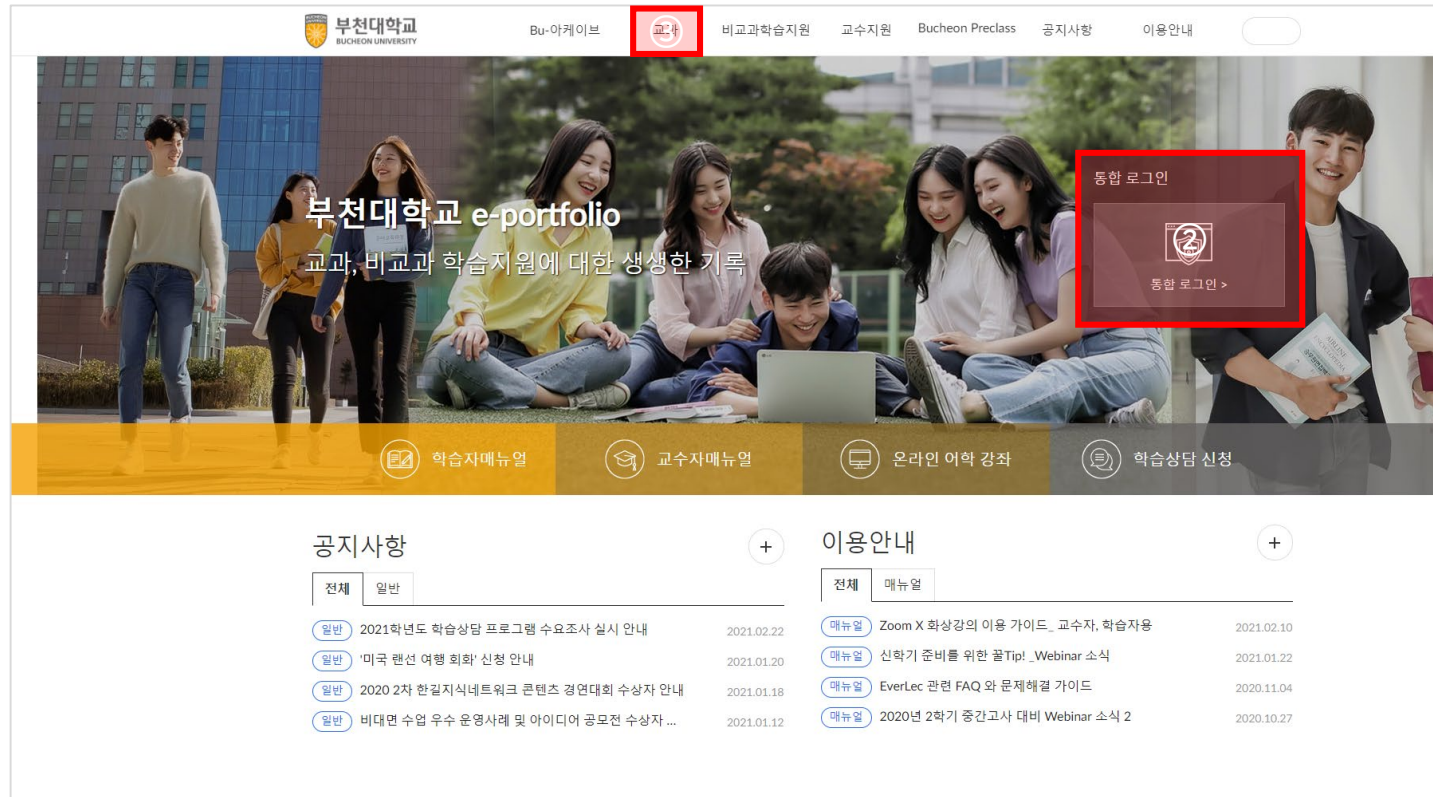 부천대학교
BUCHEON UNIVERSITY
Bu-아케이브
교과
③
비교과학습지원
교수지원
Bucheon Preclass
공지사항
이용안내
부천대학교 e-portfolio
교과, 비교과 학습지원에 대한 생생한 기록
통합 로그인
②
통합 로그인 >
학습자매뉴얼
교수자매뉴얼
온라인 어학 강좌
학습상담 신청
공지사항
+
전체 일반
일반 2021학년도 학습상담 프로그램 수요조사 실시 안내 2021.02.22
일반 '미국 랜선 여행 회화' 신청 안내 2021.01.20
일반 2020 2차 한길지식네트워크 콘텐츠 경연대회 수상자 안내 2021.01.18
일반 비대면 수업 우수 운영사례 및 아이디어 공모전 수상자 ... 2021.01.12
이용안내
+
전체 매뉴얼
매뉴얼 Zoom X 화상강의 이용 가이드_ 교수자, 학습자용 2021.02.10
매뉴얼 신학기 준비를 위한 꿀Tip! _Webinar 소식 2021.01.22
매뉴얼 EverLec 관련 FAQ 와 문제해결 가이드 2020.11.04
매뉴얼 2020년 2학기 중간고사 대비 Webinar 소식 2 2020.10.27